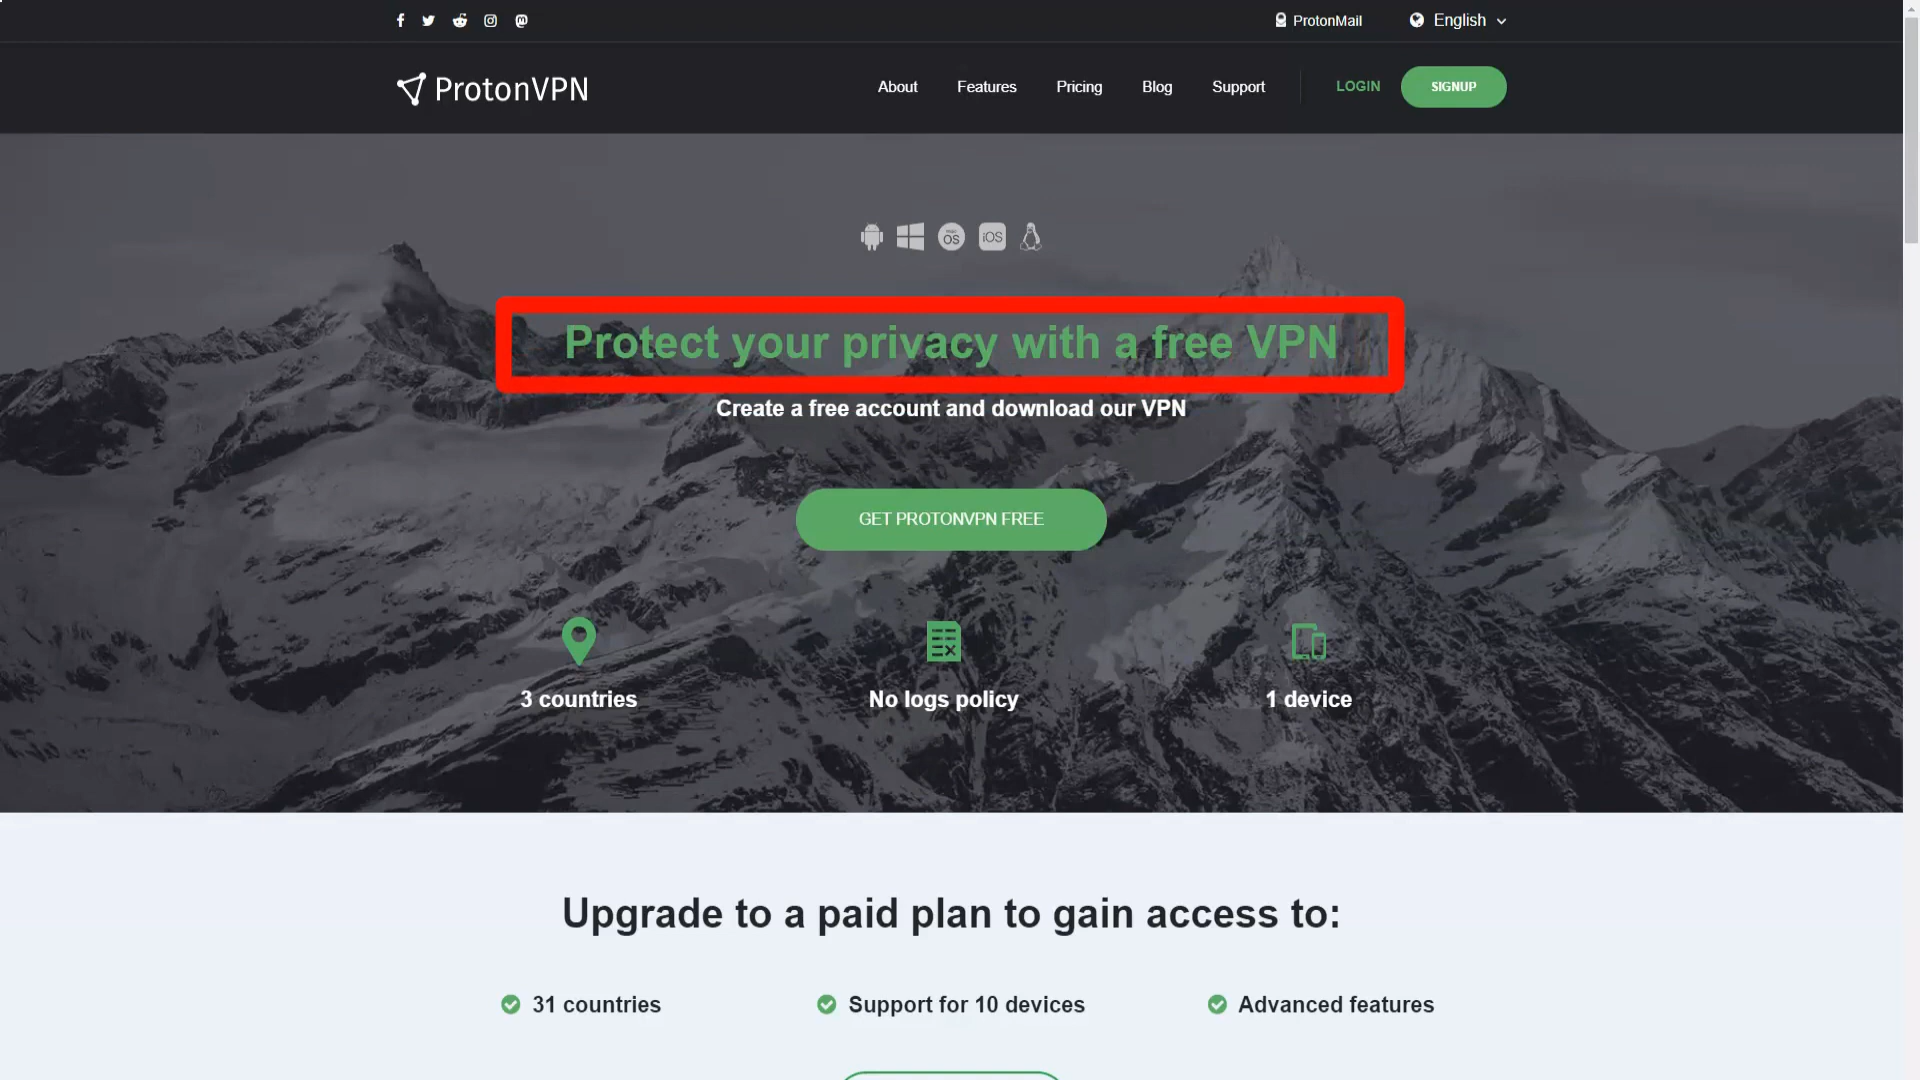 ProtonMail
English
ProtonVPN
About
Features
Pricing
Blog
Support
LOGIN
SIGNUP
OS
iOS
Protect your privacy with a free VPN
Create a free account and download our VPN
GET PROTONVPN FREE
3 countries
No logs policy
1 device
Upgrade to a paid plan to gain access to:
31 countries
Support for 10 devices
Advanced features